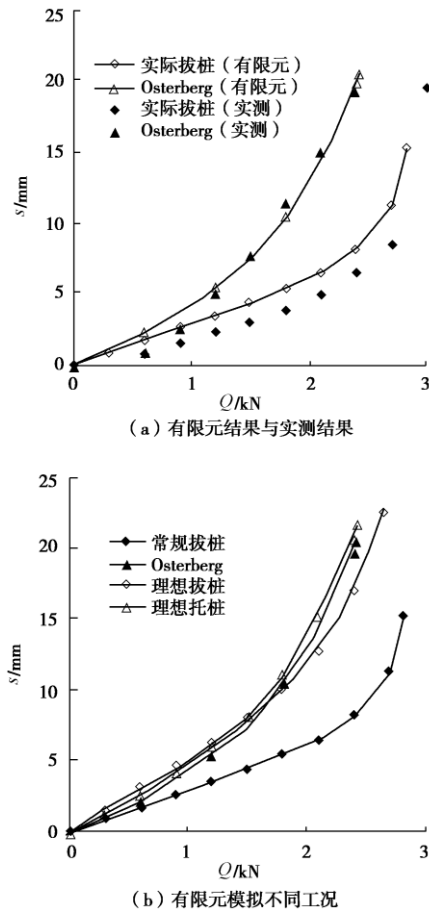 25
20
15
10
5
0
s/mm
实际拔桩（有限元）
Osterberg（有限元）
实际拔桩（实测）
Osterberg（实测）
1
2
3
Q/kN
（a）有限元结果与实测结果
25
20
15
10
5
0
s/mm
常规拔桩
Osterberg
理想拔桩
理想托桩
0
1
2
3
Q/kN
（b）有限元模拟不同工况